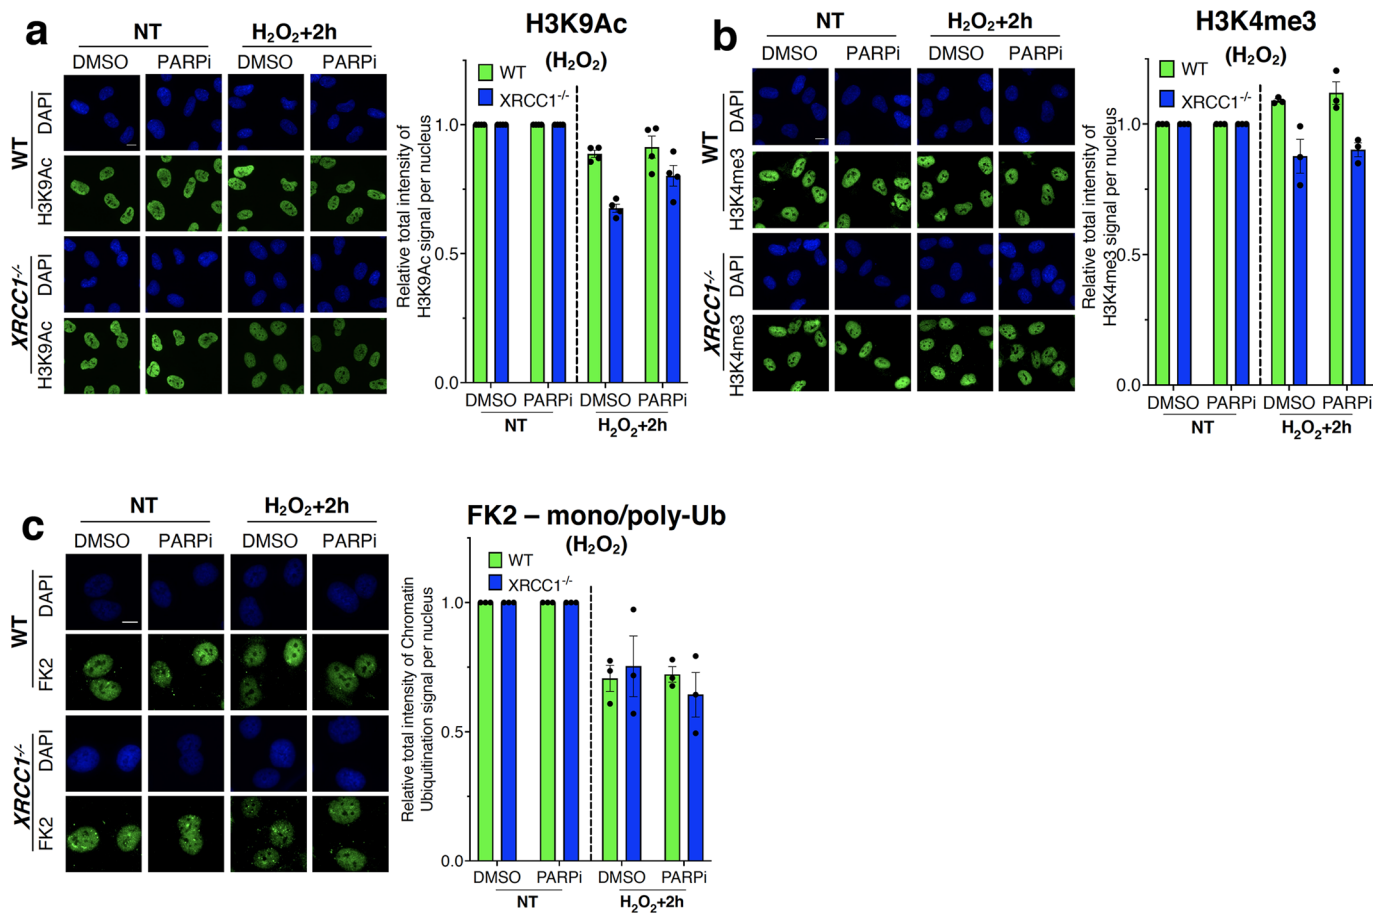 a
NT
H₂O₂+2h
DMSO PARPi DMSO PARPi
WT
DAPI
H3K9Ac
XRCC1⁻/⁻
DAPI
H3K9Ac
H3K9Ac
(H₂O₂)
WT
XRCC1⁻/⁻
Relative total intensity of
H3K9Ac signal per nucleus
1.0
0.5
0.0
DMSO PARPi DMSO PARPi
NT
H₂O₂+2h
b
NT
H₂O₂+2h
DMSO PARPi DMSO PARPi
WT
DAPI
H3K4me3
XRCC1⁻/⁻
DAPI
H3K4me3
H3K4me3
(H₂O₂)
WT
XRCC1⁻/⁻
Relative total intensity of
H3K4me3 signal per nucleus
1.0
0.5
0.0
DMSO PARPi DMSO PARPi
NT
H₂O₂+2h
c
NT
H₂O₂+2h
DMSO PARPi DMSO PARPi
WT
DAPI
FK2
XRCC1⁻/⁻
DAPI
FK2
FK2 – mono/poly-Ub
(H₂O₂)
WT
XRCC1⁻/⁻
Relative total intensity of Chromatin
Ubiquitination signal per nucleus
1.0
0.5
0.0
DMSO PARPi DMSO PARPi
NT
H₂O₂+2h